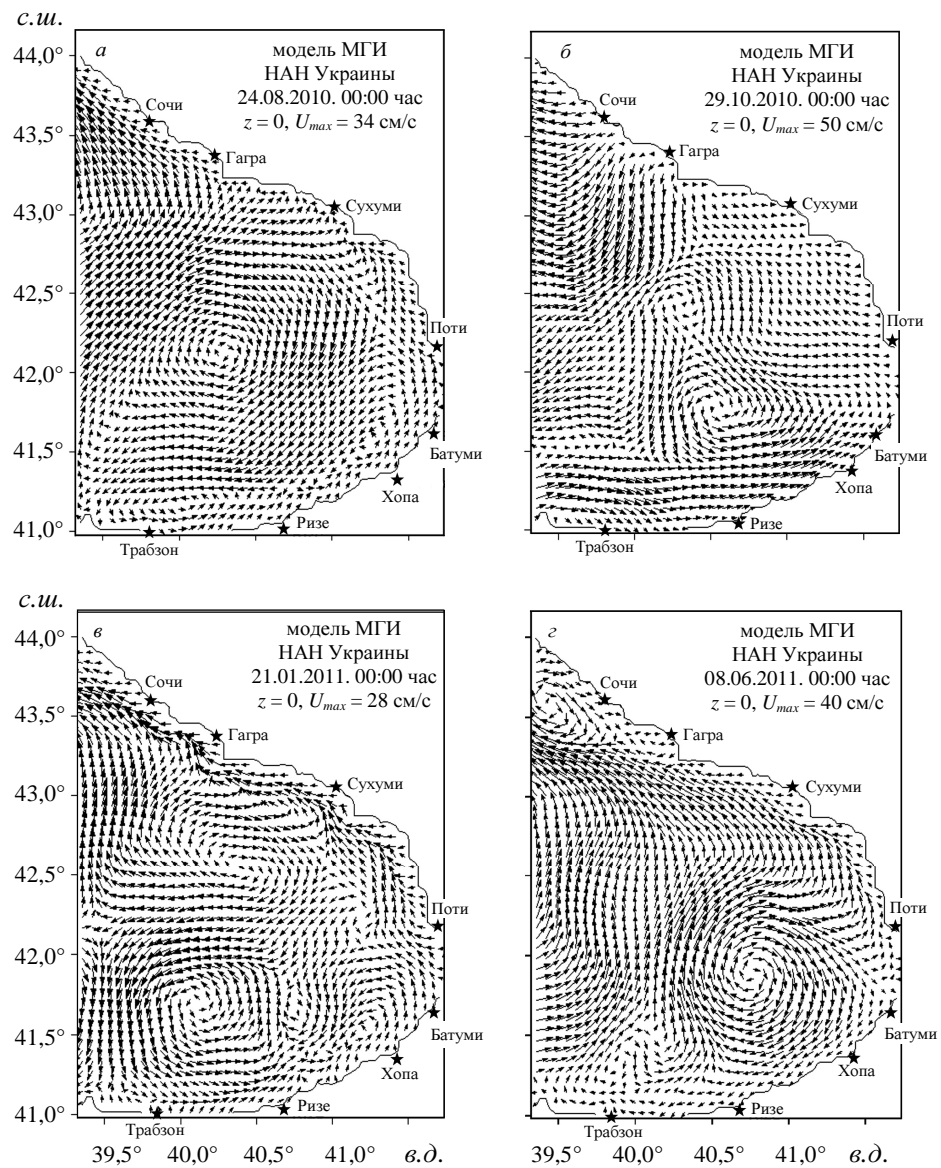 с.ш.
44,0°
43,5°
43,0°
42,5°
42,0°
41,5°
41,0°
а
модель МГИ
НАН Украины
24.08.2010. 00:00 час
z = 0, Umax = 34 см/с
Сочи
Гагра
Сухуми
Поти
Батуми
Хопа
Ризе
Трабзон
б
модель МГИ
НАН Украины
29.10.2010. 00:00 час
z = 0, Umax = 50 см/с
Сочи
Гагра
Сухуми
Поти
Батуми
Хопа
Ризе
Трабзон
с.ш.
44,0°
43,5°
43,0°
42,5°
42,0°
41,5°
41,0°
в
модель МГИ
НАН Украины
21.01.2011. 00:00 час
z = 0, Umax = 28 см/с
Сочи
Гагра
Сухуми
Поти
Батуми
Хопа
Ризе
Трабзон
39,5° 40,0° 40,5° 41,0° в.д.
г
модель МГИ
НАН Украины
08.06.2011. 00:00 час
z = 0, Umax = 40 см/с
Сочи
Гагра
Сухуми
Поти
Батуми
Хопа
Ризе
Трабзон
39,5° 40,0° 40,5° 41,0° в.д.